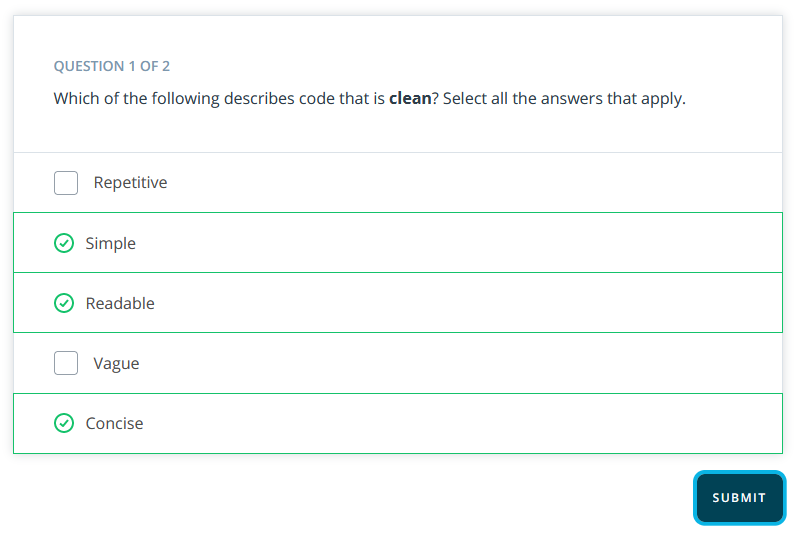 QUESTION 1 OF 2
Which of the following describes code that is clean? Select all the answers that apply.
Repetitive
Simple
Readable
Vague
Concise
SUBMIT